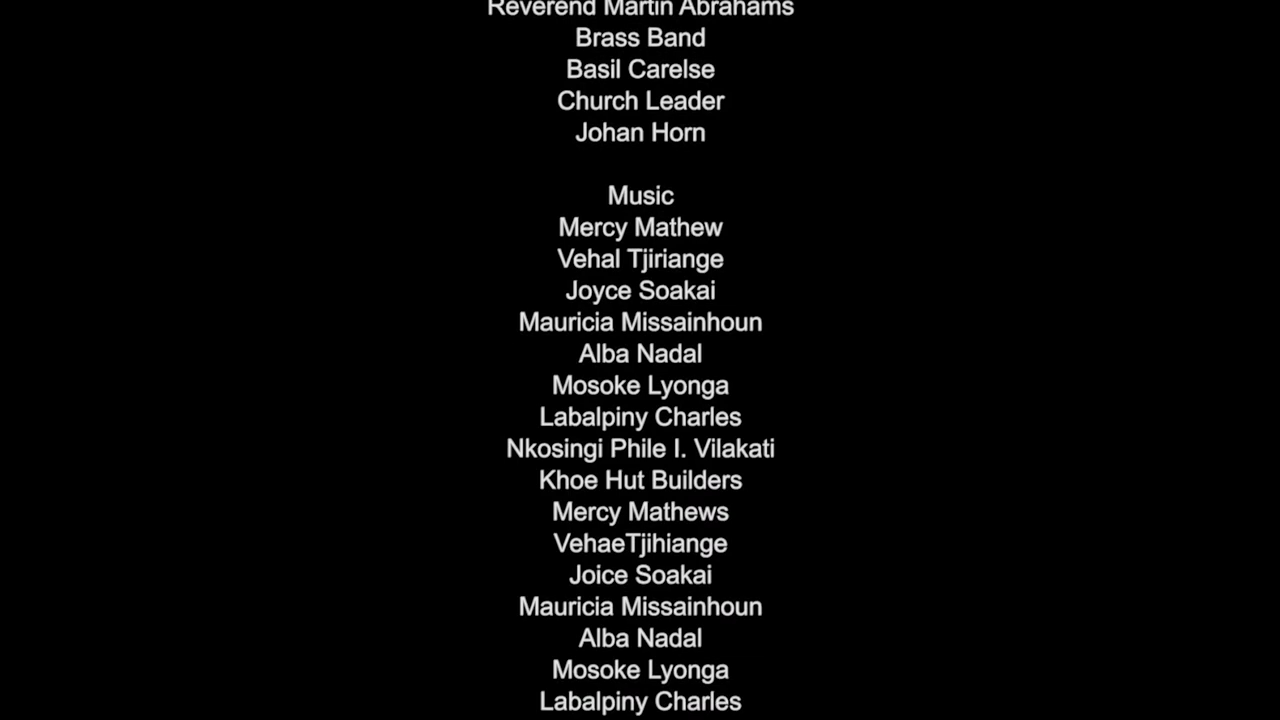 Reverend Martin Abrahams
Brass Band
Basil Carelse
Church Leader
Johan Horn
Music
Mercy Mathew
Vehal Tjiriange
Joyce Soakai
Mauricia Missainhoun
Alba Nadal
Mosoke Lyonga
Labalpiny Charles
Nkosingi Phile I. Vilakati
Khoe Hut Builders
Mercy Mathews
VehaeTjihiange
Joice Soakai
Mauricia Missainhoun
Alba Nadal
Mosoke Lyonga
Labalpiny Charles